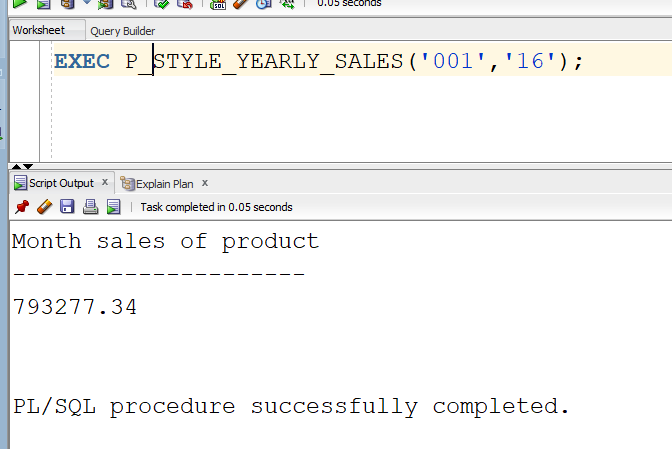 0.05 seconds
Worksheet Query Builder
EXEC P_STYLE_YEARLY_SALES('001','16');
Script Output x Explain Plan x
Task completed in 0.05 seconds
Month sales of product
---------------------
793277.34
PL/SQL procedure successfully completed.